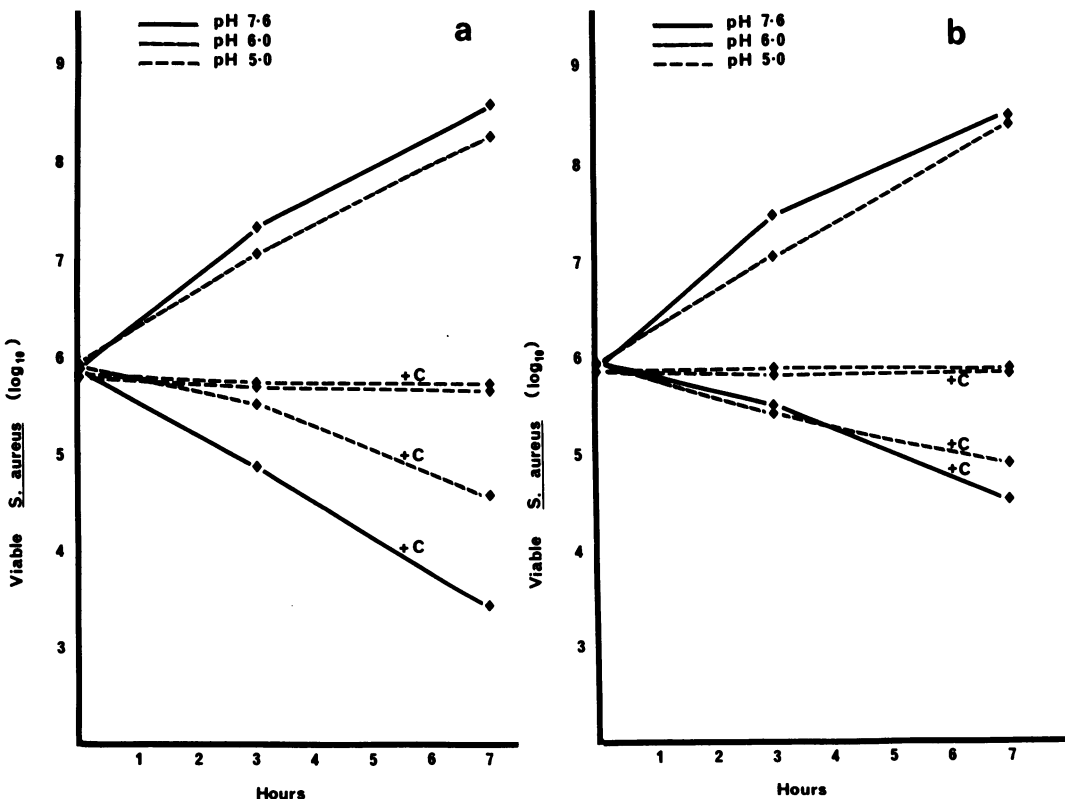 pH 7·6
pH 6·0
pH 5·0
a
9
8
7
6
5
4
3
+C
+C
+C
1 2 3 4 5 6 7
Hours
Viable S. aureus (log10)
pH 7·6
pH 6·0
pH 5·0
b
9
8
7
6
5
4
3
+C
+C
+C
1 2 3 4 5 6 7
Hours
Viable S. aureus (log10)